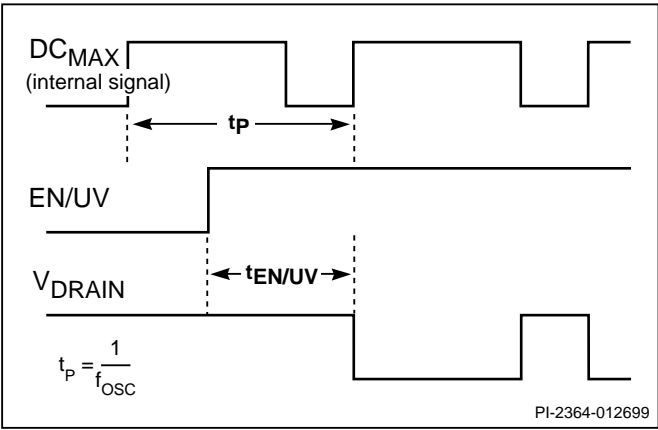 DCMAX
(internal signal)
tP
EN/UV
tEN/UV
VDRAIN
tP = 1/fOSC
PI-2364-012699